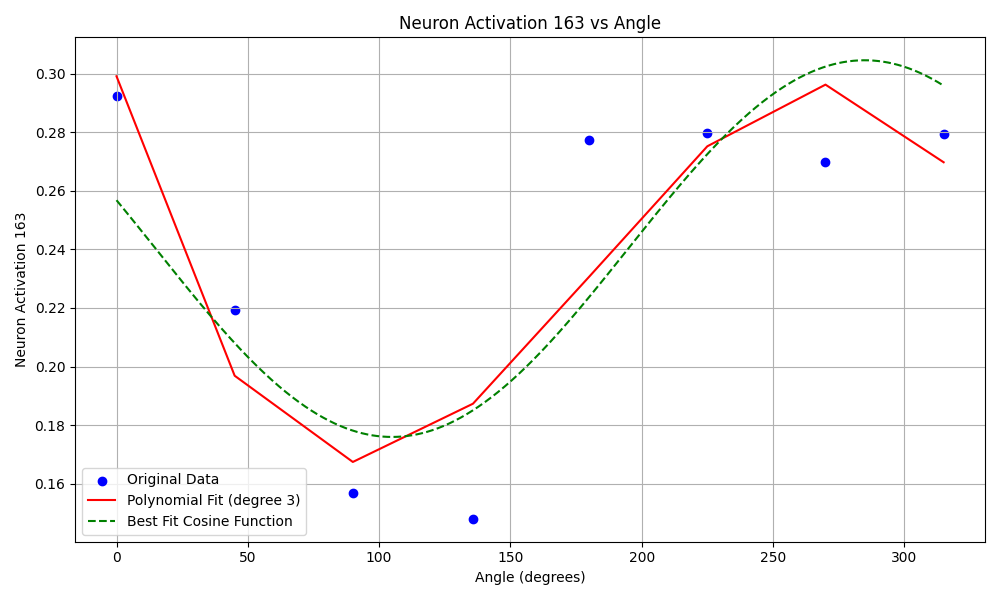 Neuron Activation 163 vs Angle
Neuron Activation 163
0.30
0.28
0.26
0.24
0.22
0.20
0.18
0.16
Original Data
Polynomial Fit (degree 3)
Best Fit Cosine Function
0 50 100 150 200 250 300
Angle (degrees)